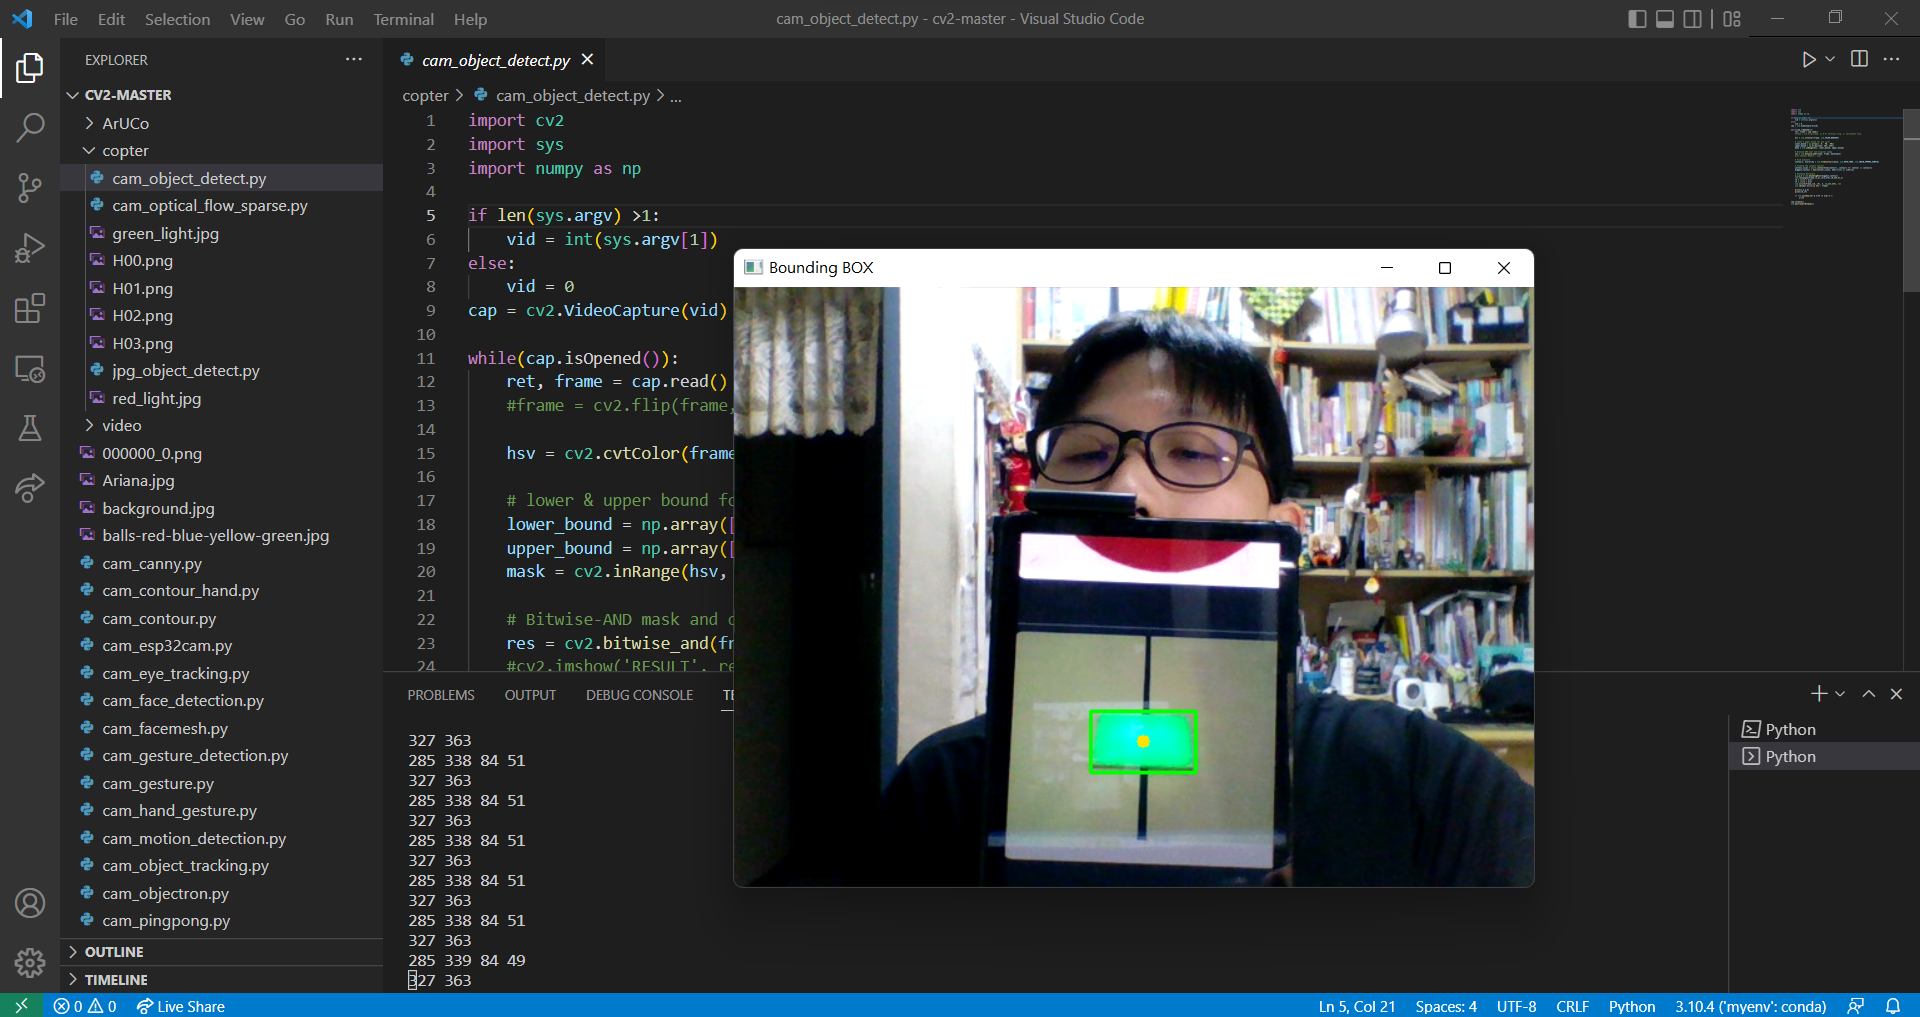 File Edit Selection View Go Run Terminal Help
cam_object_detect.py - cv2-master - Visual Studio Code
EXPLORER
CV2-MASTER
ArUCo
copter
cam_object_detect.py
cam_optical_flow_sparse.py
green_light.jpg
H00.png
H01.png
H02.png
H03.png
jpg_object_detect.py
red_light.jpg
video
000000_0.png
Ariana.jpg
background.jpg
balls-red-blue-yellow-green.jpg
cam_canny.py
cam_contour_hand.py
cam_contour.py
cam_esp32cam.py
cam_eye_tracking.py
cam_face_detection.py
cam_facemesh.py
cam_gesture_detection.py
cam_gesture.py
cam_hand_gesture.py
cam_motion_detection.py
cam_object_tracking.py
cam_objectron.py
cam_pingpong.py
OUTLINE
TIMELINE
cam_object_detect.py
copter > cam_object_detect.py > ...
1 import cv2
2 import sys
3 import numpy as np
4
5 if len(sys.argv) >1:
6 vid = int(sys.argv[1])
7 else:
8 vid = 0
9 cap = cv2.VideoCapture(vid)
10
11 while(cap.isOpened()):
12 ret, frame = cap.read()
13 #frame = cv2.flip(frame,
14
15 hsv = cv2.cvtColor(frame
16
17 # lower & upper bound fo
18 lower_bound = np.array([
19 upper_bound = np.array([
20 mask = cv2.inRange(hsv,
21
22 # Bitwise-AND mask and
23 res = cv2.bitwise_and(fr
24 #cv2.imshow('RESULT', re
Bounding BOX
PROBLEMS OUTPUT DEBUG CONSOLE TE
327 363
285 338 84 51
327 363
285 338 84 51
327 363
285 338 84 51
327 363
285 338 84 51
327 363
285 338 84 51
327 363
285 339 84 49
327 363
Python
Python
0 0 Live Share
Ln 5, Col 21 Spaces: 4 UTF-8 CRLF Python 3.10.4 ('myenv': conda)